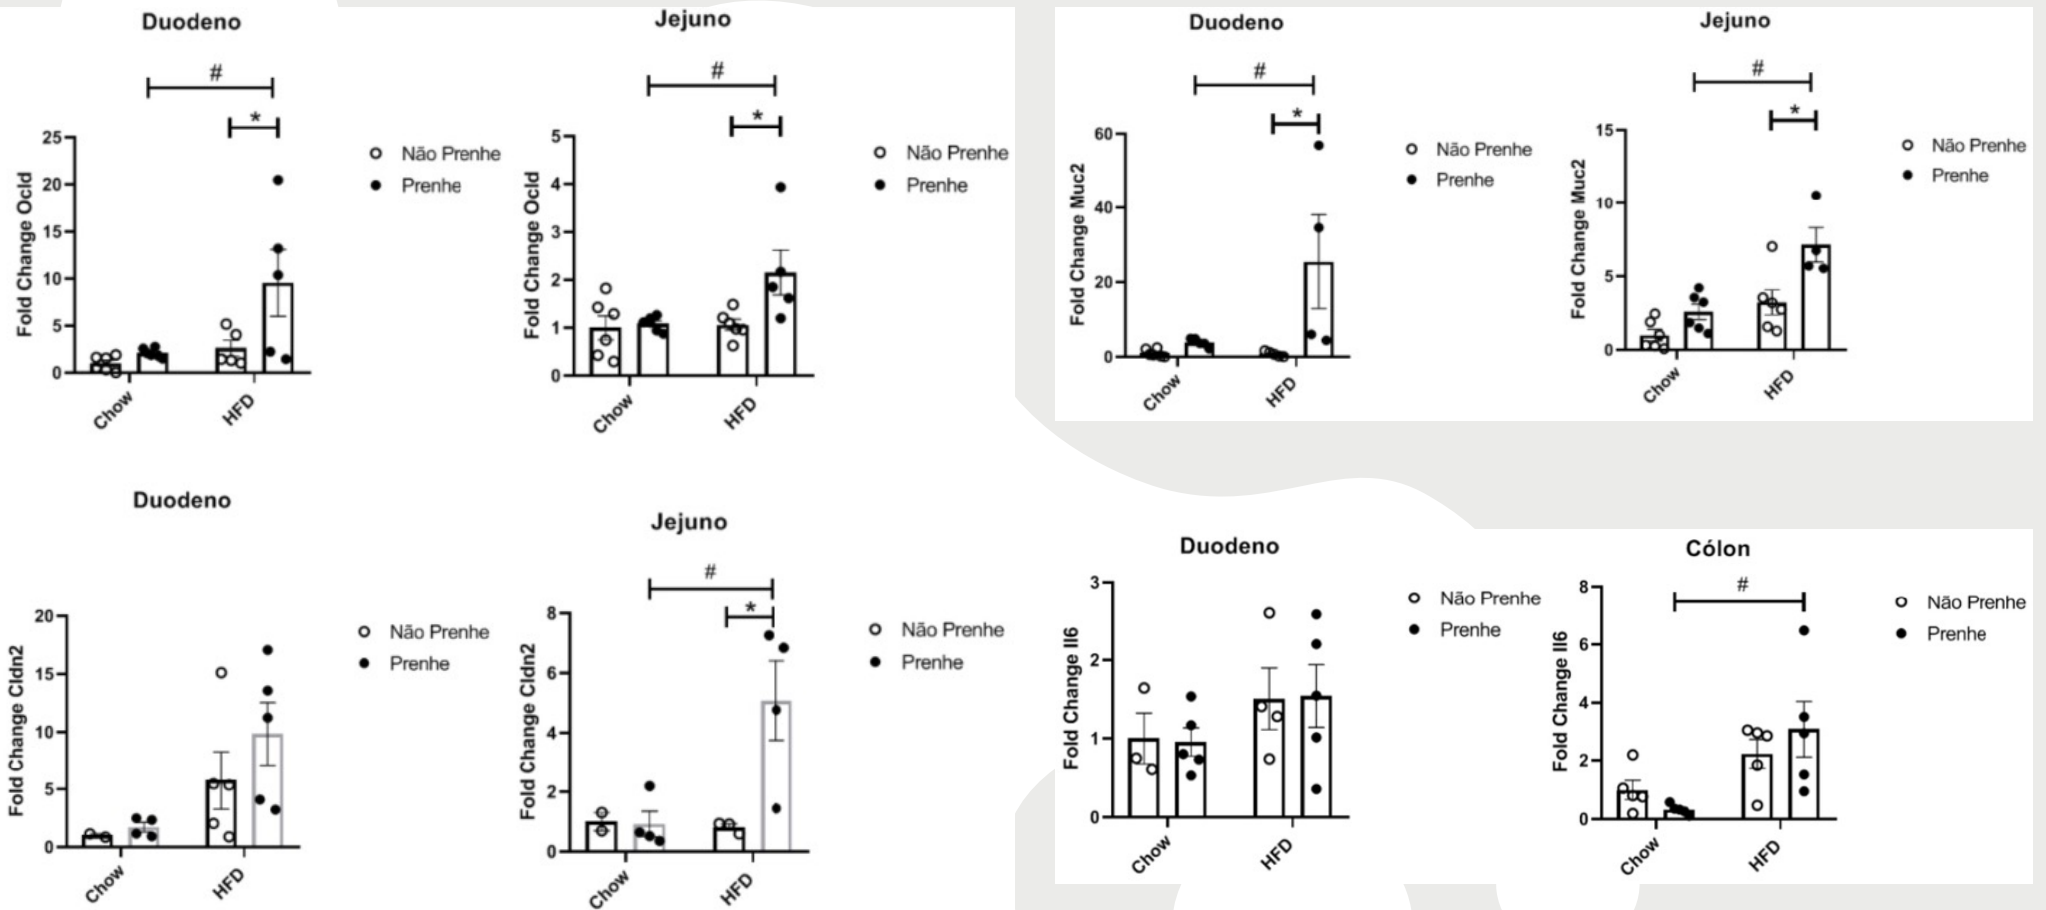 Duodeno
#
*
Fold Change Ocld
25
20
15
10
5
0
Chow
HFD
Não Prenhe
Prenhe
Jejuno
#
*
Fold Change Ocld
5
4
3
2
1
0
Chow
HFD
Não Prenhe
Prenhe
Duodeno
#
*
Fold Change Muc2
60
40
20
0
Chow
HFD
Não Prenhe
Prenhe
Jejuno
#
*
Fold Change Muc2
15
10
5
0
Chow
HFD
Não Prenhe
Prenhe
Duodeno
Fold Change Cldn2
20
15
10
5
0
Chow
HFD
Não Prenhe
Prenhe
Jejuno
#
*
Fold Change Cldn2
8
6
4
2
0
Chow
HFD
Não Prenhe
Prenhe
Duodeno
Fold Change Il6
3
2
1
0
Chow
HFD
Não Prenhe
Prenhe
Cólon
#
Fold Change Il6
8
6
4
2
0
Chow
HFD
Não Prenhe
Prenhe